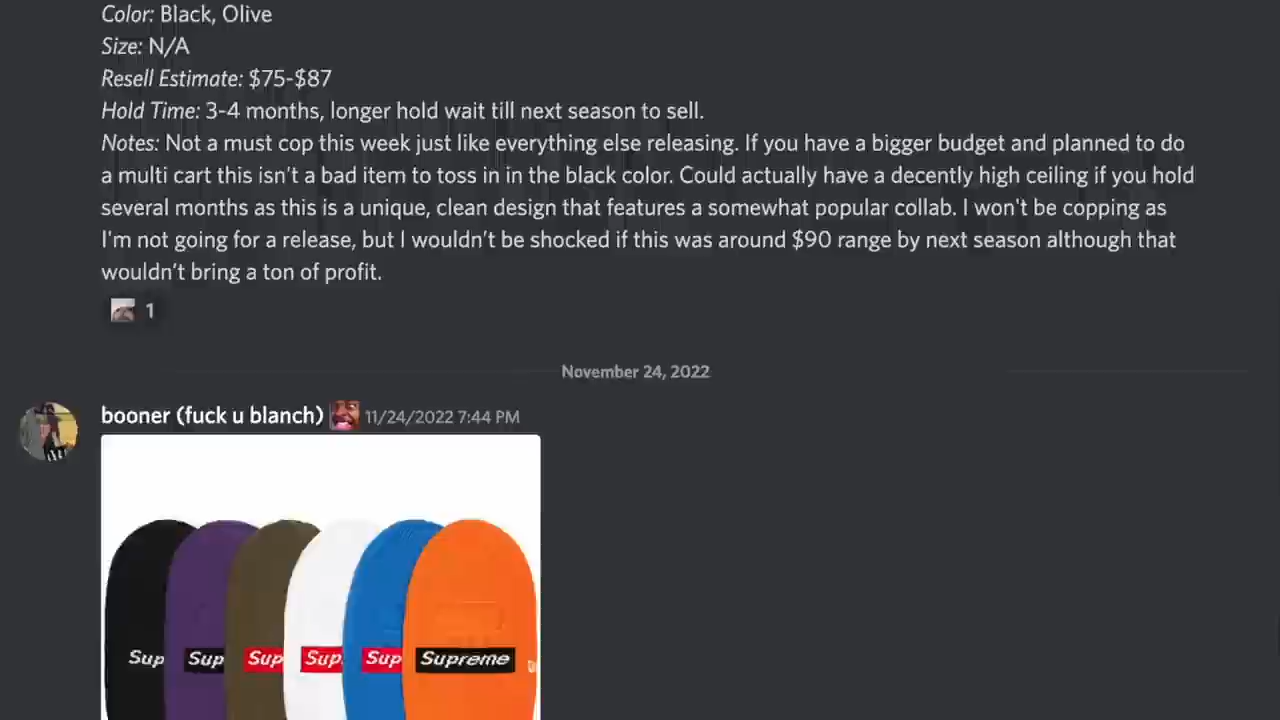 Color: Black, Olive
Size: N/A
Resell Estimate: $75-$87
Hold Time: 3-4 months, longer hold wait till next season to sell.
Notes: Not a must cop this week just like everything else releasing. If you have a bigger budget and planned to do
a multi cart this isn't a bad item to toss in in the black color. Could actually have a decently high ceiling if you hold
several months as this is a unique, clean design that features a somewhat popular collab. I won't be copping as
I'm not going for a release, but I wouldn't be shocked if this was around $90 range by next season although that
wouldn't bring a ton of profit.
1
November 24, 2022
booner (fuck u blanch) 11/24/2022 7:44 PM
Sup Sup Sup Sup Sup Supreme